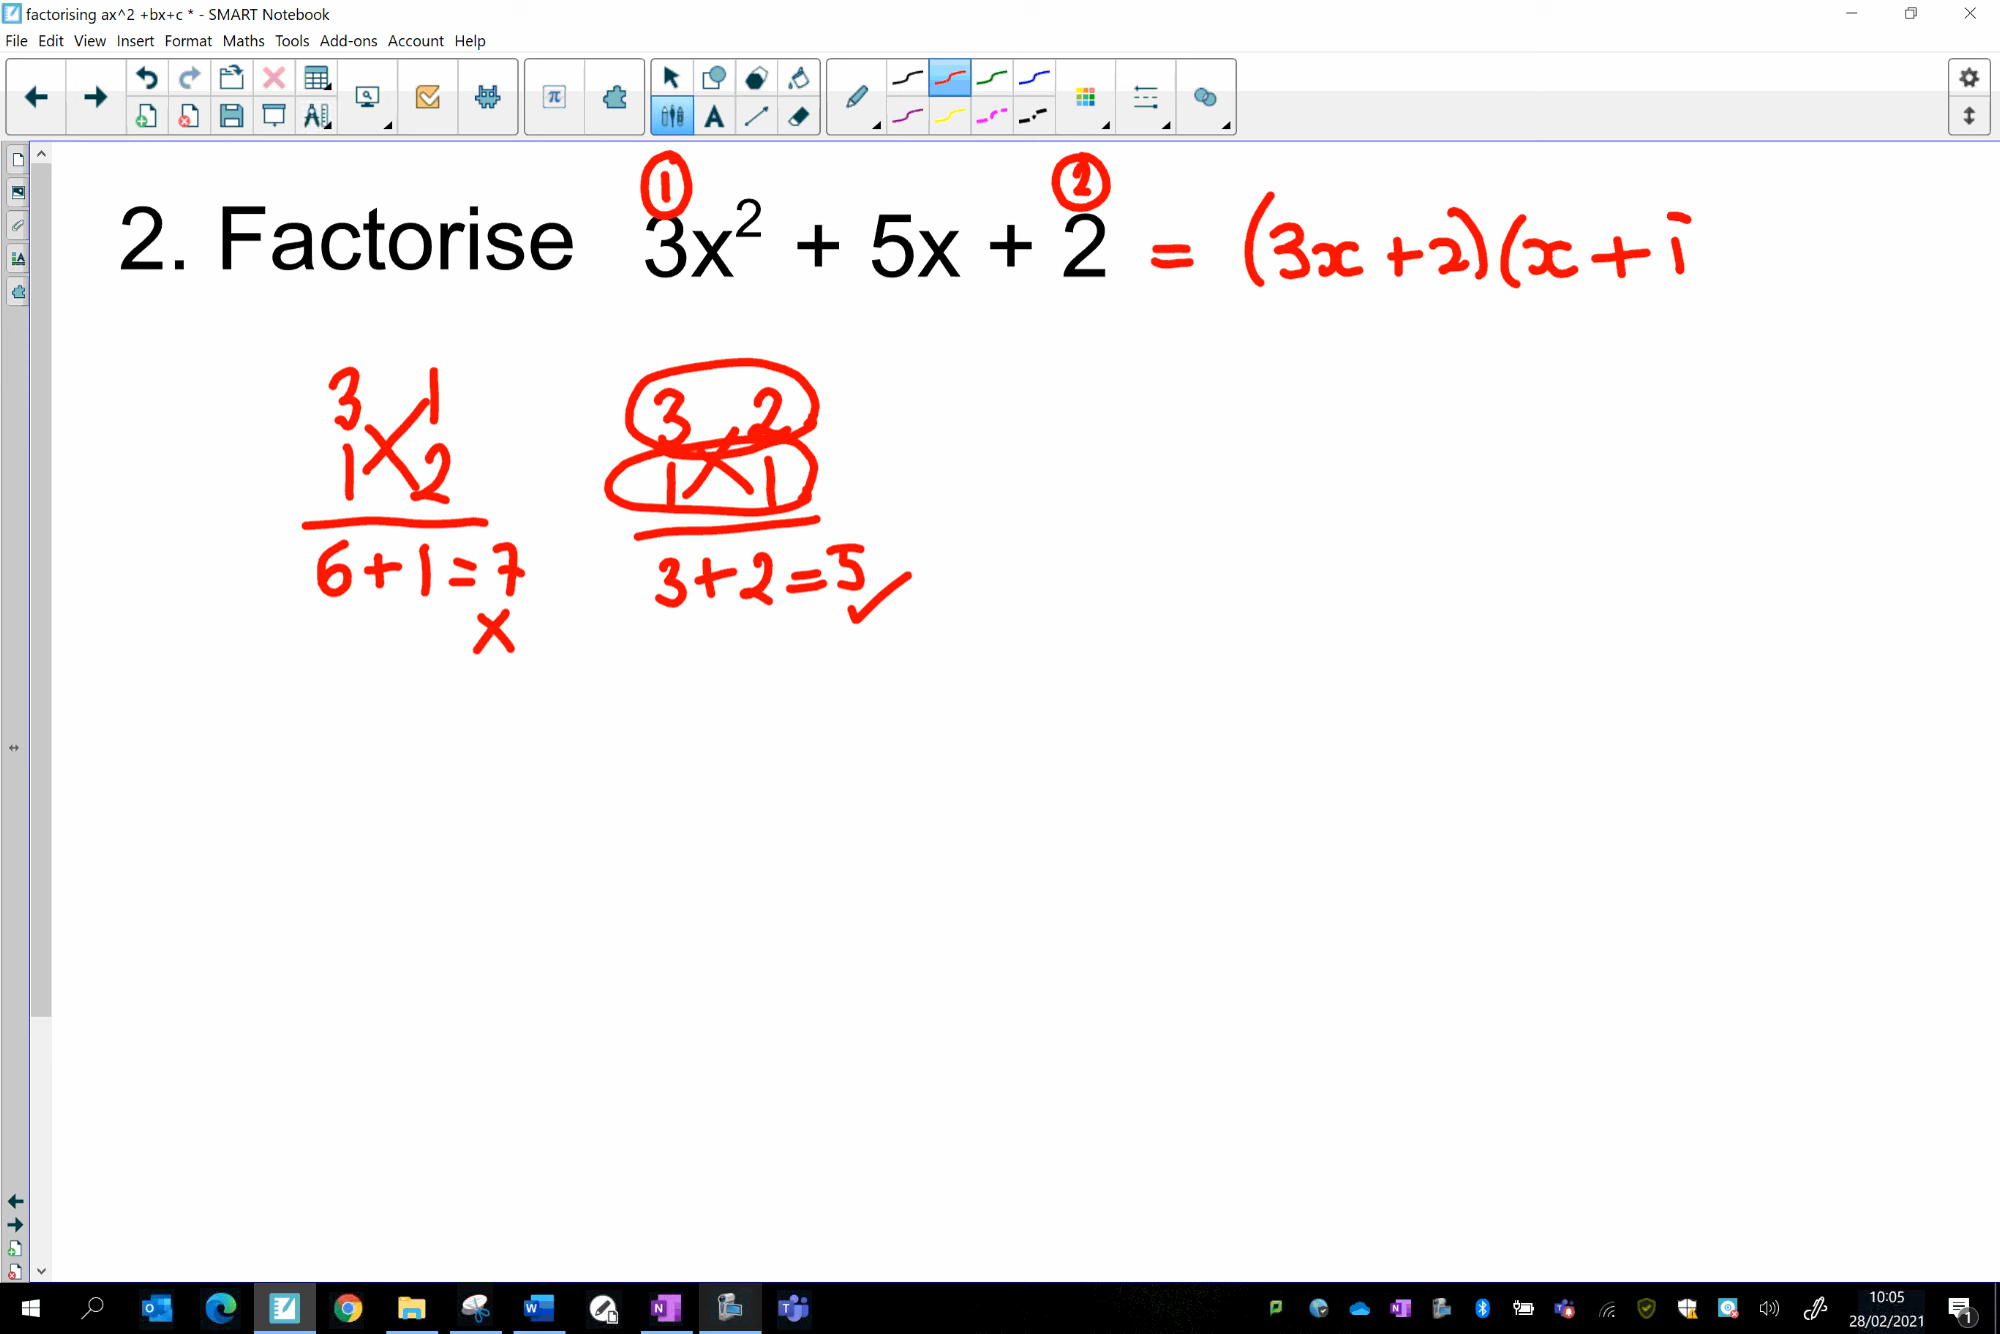 factorising ax^2 +bx+c * - SMART Notebook
File Edit View Insert Format Maths Tools Add-ons Account Help
① ②
2. Factorise 3x² + 5x + 2 = (3x + 2)(x + 1
3 1
1 2
6 + 1 = 7
x
3 2
1 1
3 + 2 = 5 ✓
10:05
28/02/2021